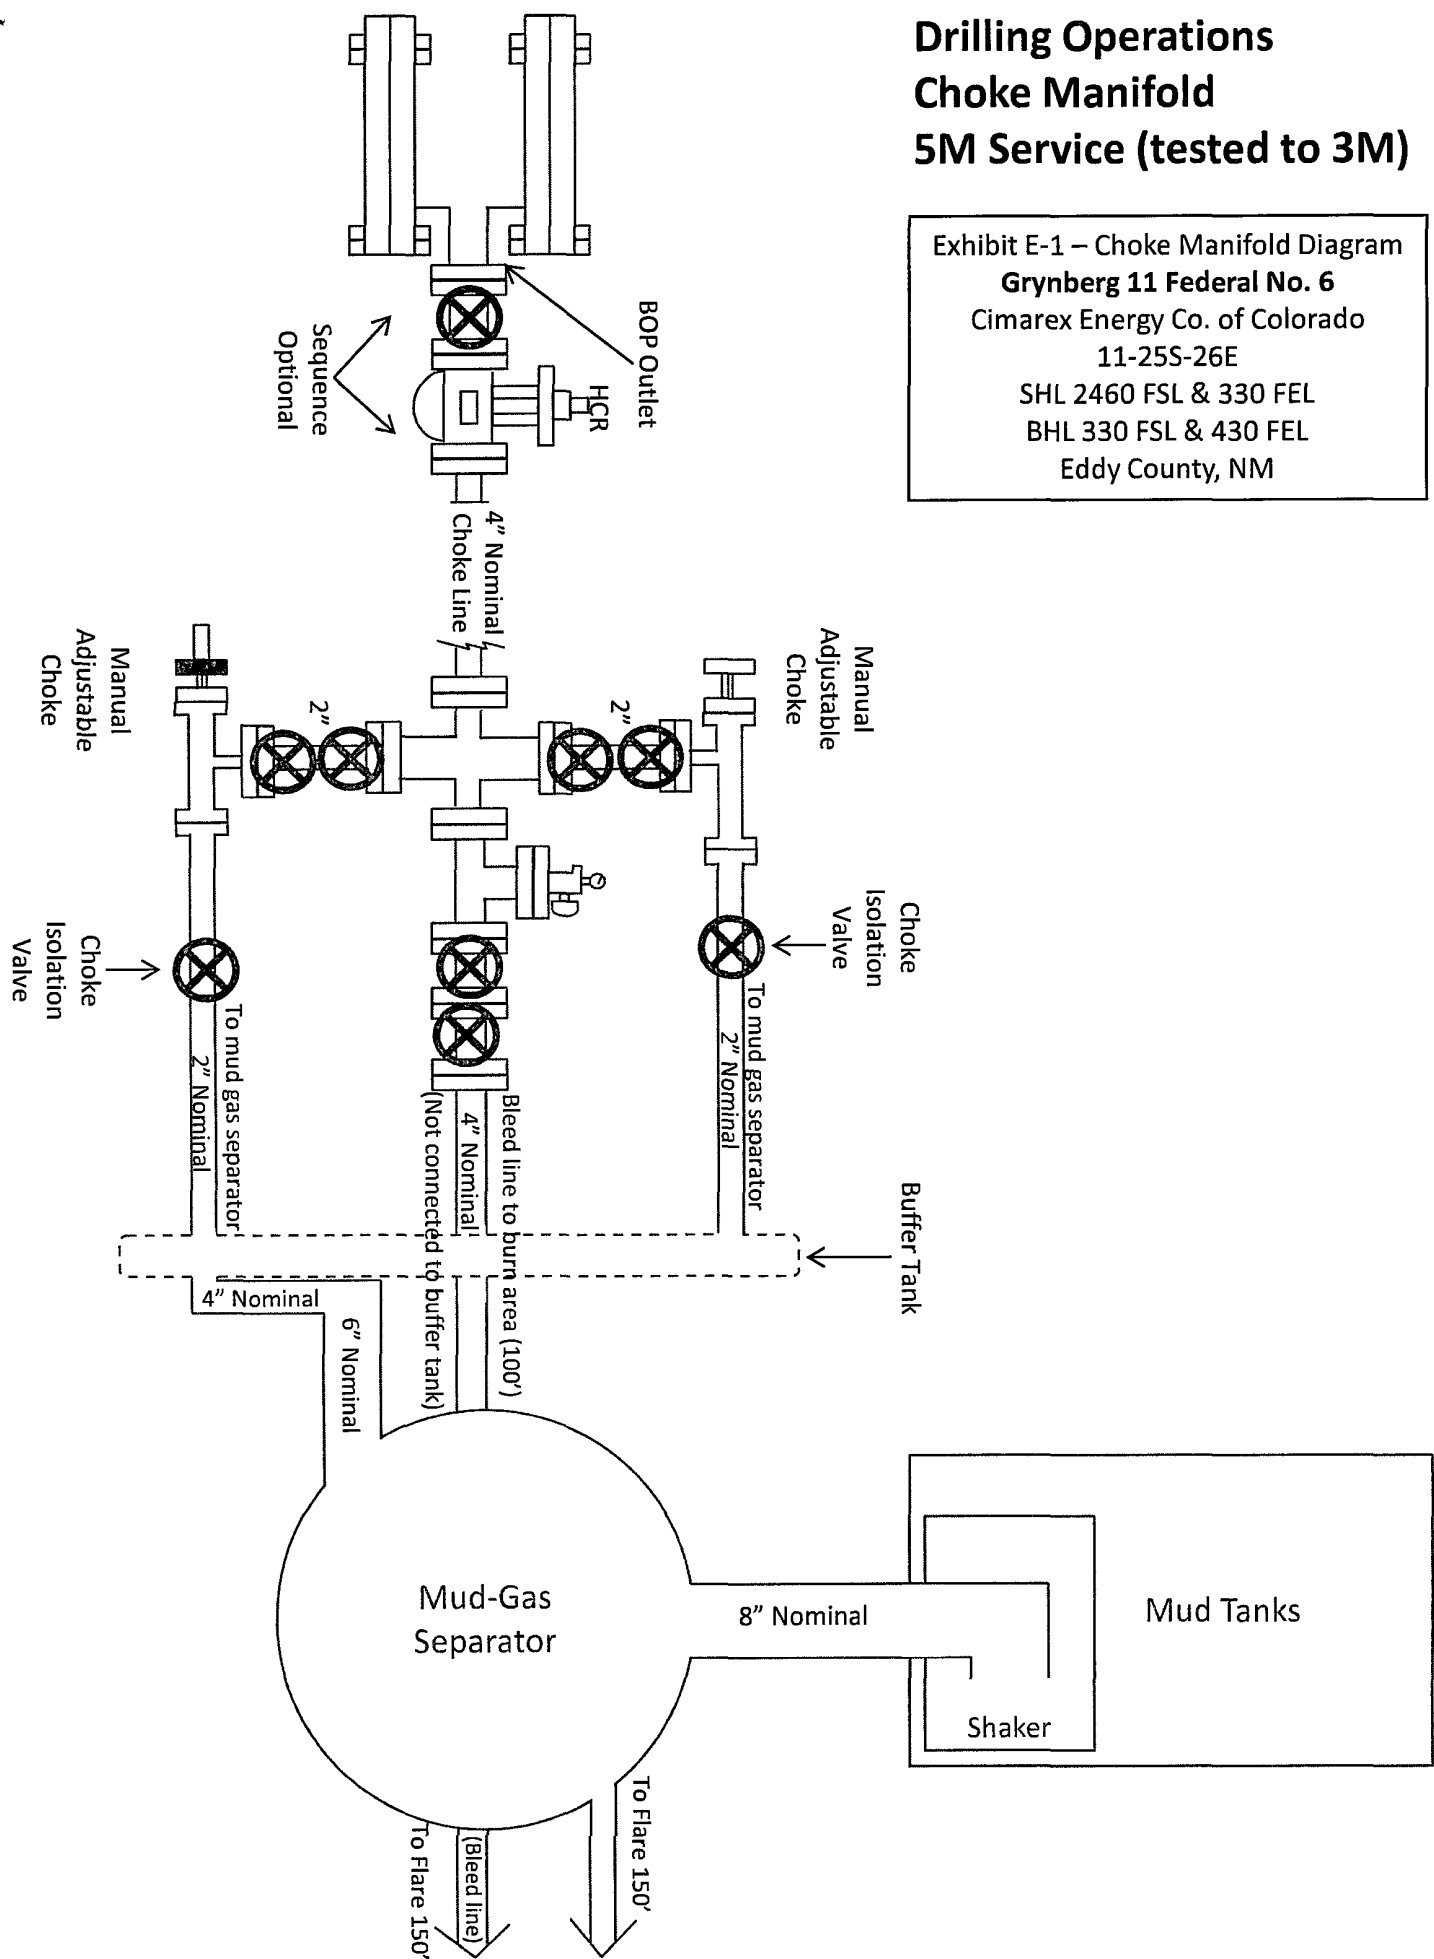 Drilling Operations
Choke Manifold
5M Service (tested to 3M)
Exhibit E-1 – Choke Manifold Diagram
Grynberg 11 Federal No. 6
Cimarex Energy Co. of Colorado
11-25S-26E
SHL 2460 FSL & 330 FEL
BHL 330 FSL & 430 FEL
Eddy County, NM
BOP Outlet
HCR
Sequence
Optional
4" Nominal
Choke Line
Manual
Adjustable
Choke
Manual
Adjustable
Choke
2"
2"
Choke
Isolation
Valve
Choke
Isolation
Valve
To mud gas separator
2" Nominal
To mud gas separator
2" Nominal
Bleed line to burn area (100')
4" Nominal
(Not connected to buffer tank)
Buffer Tank
4" Nominal
6" Nominal
Mud-Gas
Separator
8" Nominal
Mud Tanks
Shaker
To Flare 150'
(Bleed line)
To Flare 150'